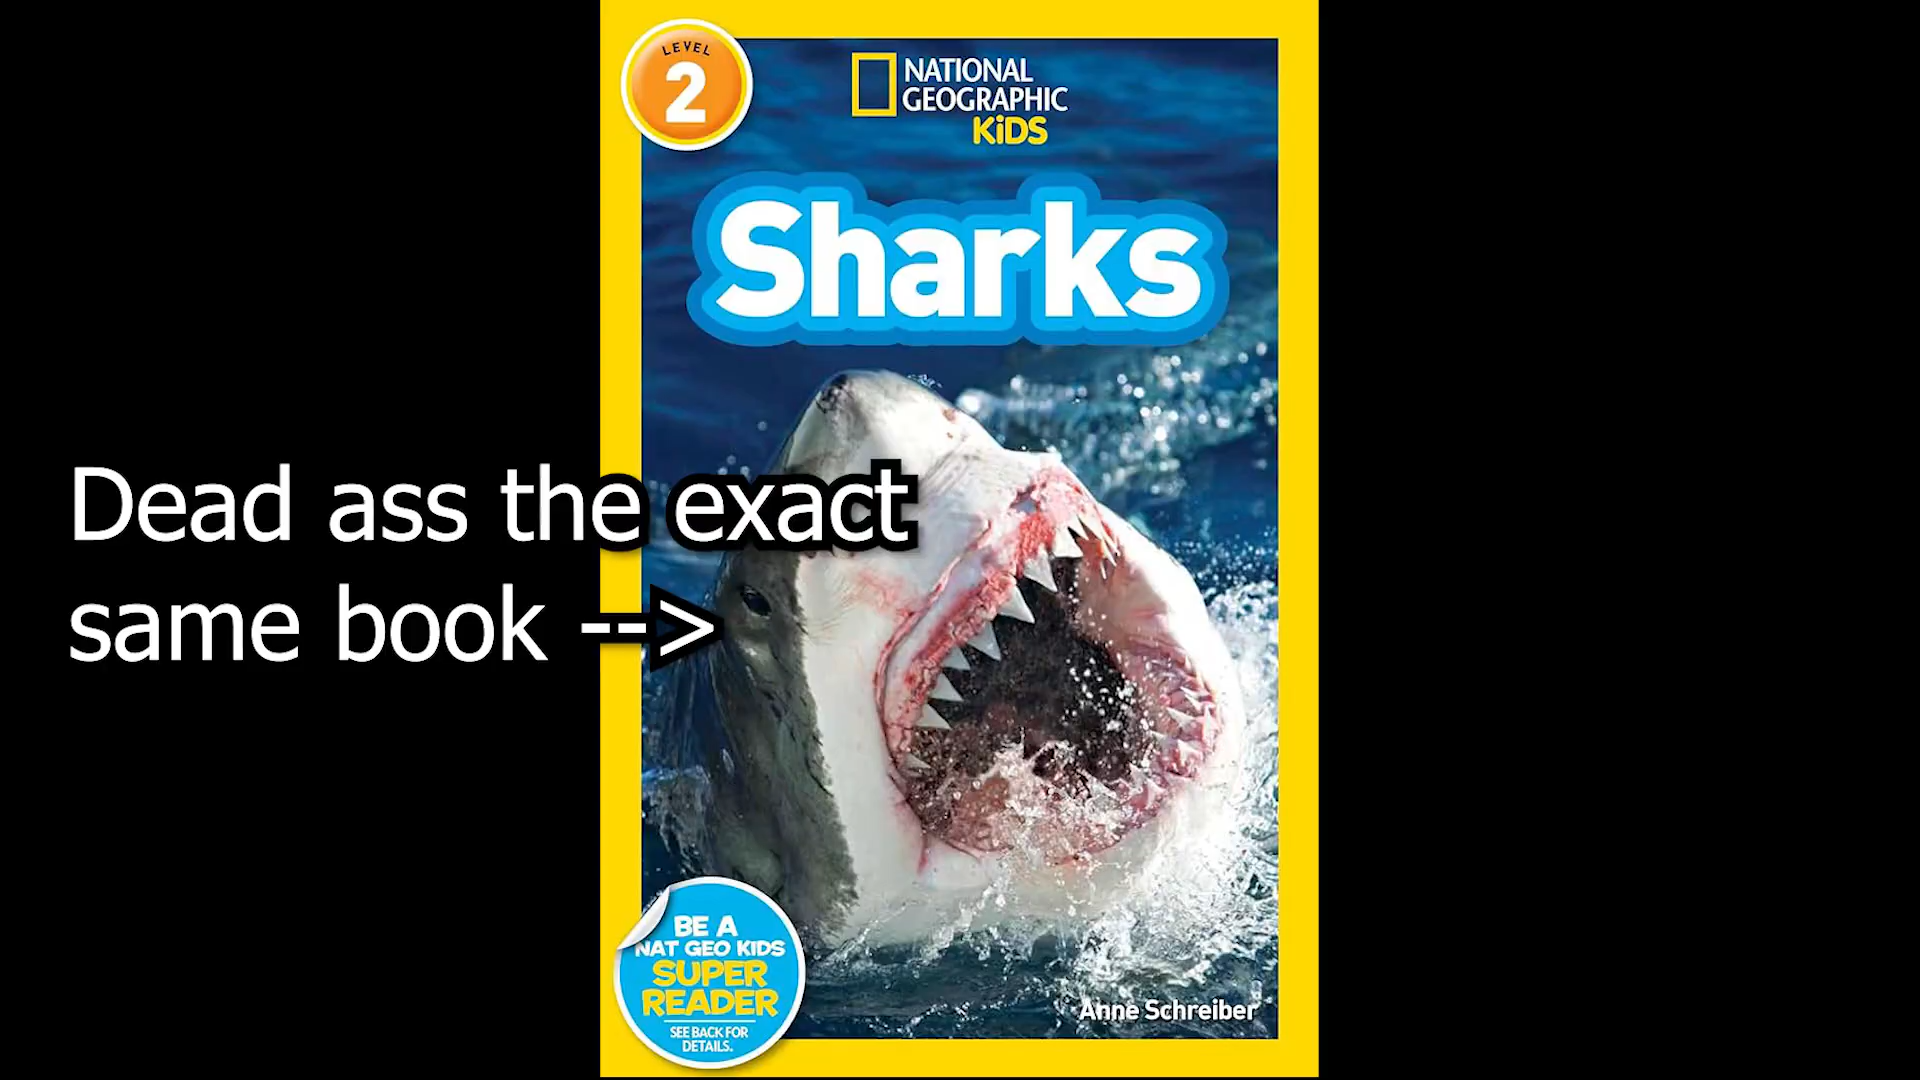 LEVEL
2
NATIONAL
GEOGRAPHIC
KiDS
Sharks
Dead ass the exact
same book -->
BE A
NAT GEO KIDS
SUPER
READER
SEE BACK FOR
DETAILS.
Anne Schreiber